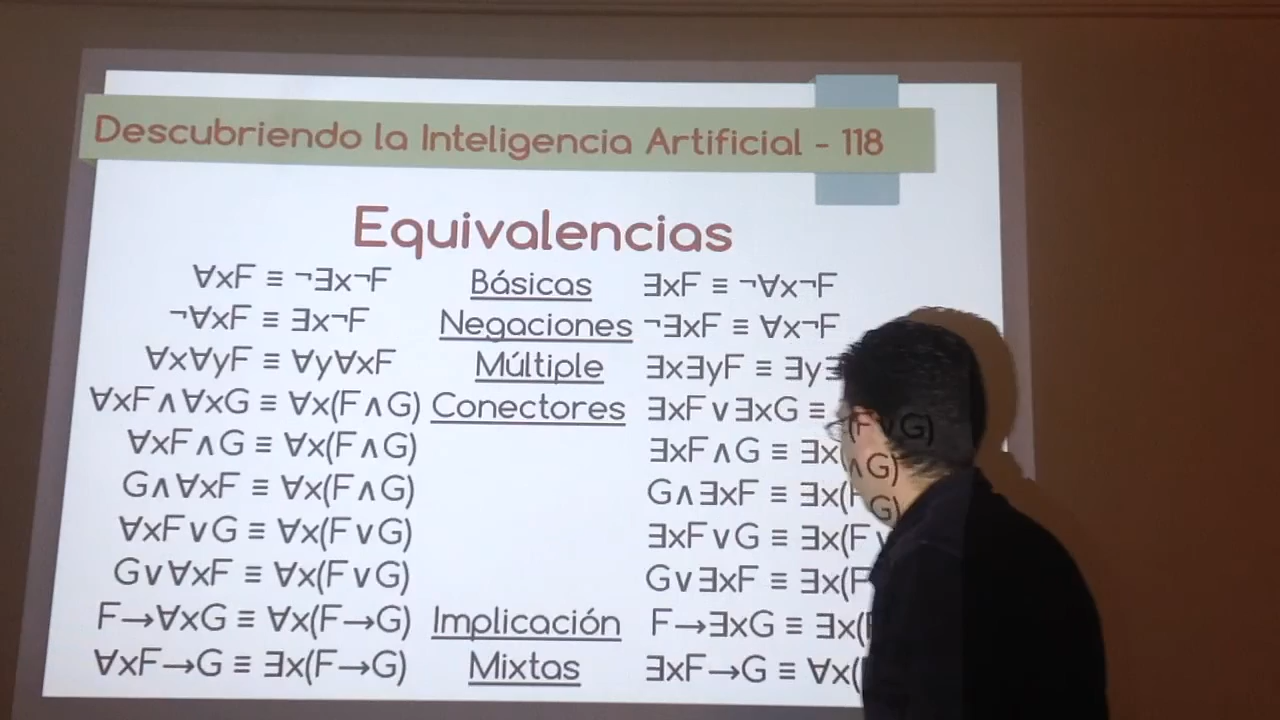 Descubriendo la Inteligencia Artificial - 118
Equivalencias
∀xF ≡ ¬∃x¬F Básicas ∃xF ≡ ¬∀x¬F
¬∀xF ≡ ∃x¬F Negaciones ¬∃xF ≡ ∀x¬F
∀x∀yF ≡ ∀y∀xF Múltiple ∃x∃yF ≡ ∃y
∀xF∧∀xG ≡ ∀x(F∧G) Conectores ∃xF∨∃xG ≡ (F∨G)
∀xF∧G ≡ ∀x(F∧G) ∃xF∧G ≡ ∃x( ∧G)
G∧∀xF ≡ ∀x(F∧G) G∧∃xF ≡ ∃x(F G)
∀xF∨G ≡ ∀x(F∨G) ∃xF∨G ≡ ∃x(F∨
G∨∀xF ≡ ∀x(F∨G) G∨∃xF ≡ ∃x(F
F→∀xG ≡ ∀x(F→G) Implicación F→∃xG ≡ ∃x(
∀xF→G ≡ ∃x(F→G) Mixtas ∃xF→G ≡ ∀x(